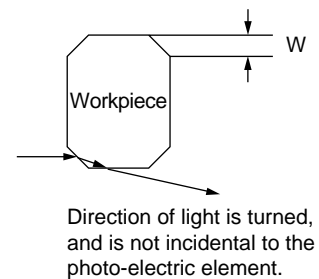 W
Workpiece
Direction of light is turned,
and is not incidental to the
photo-electric element.